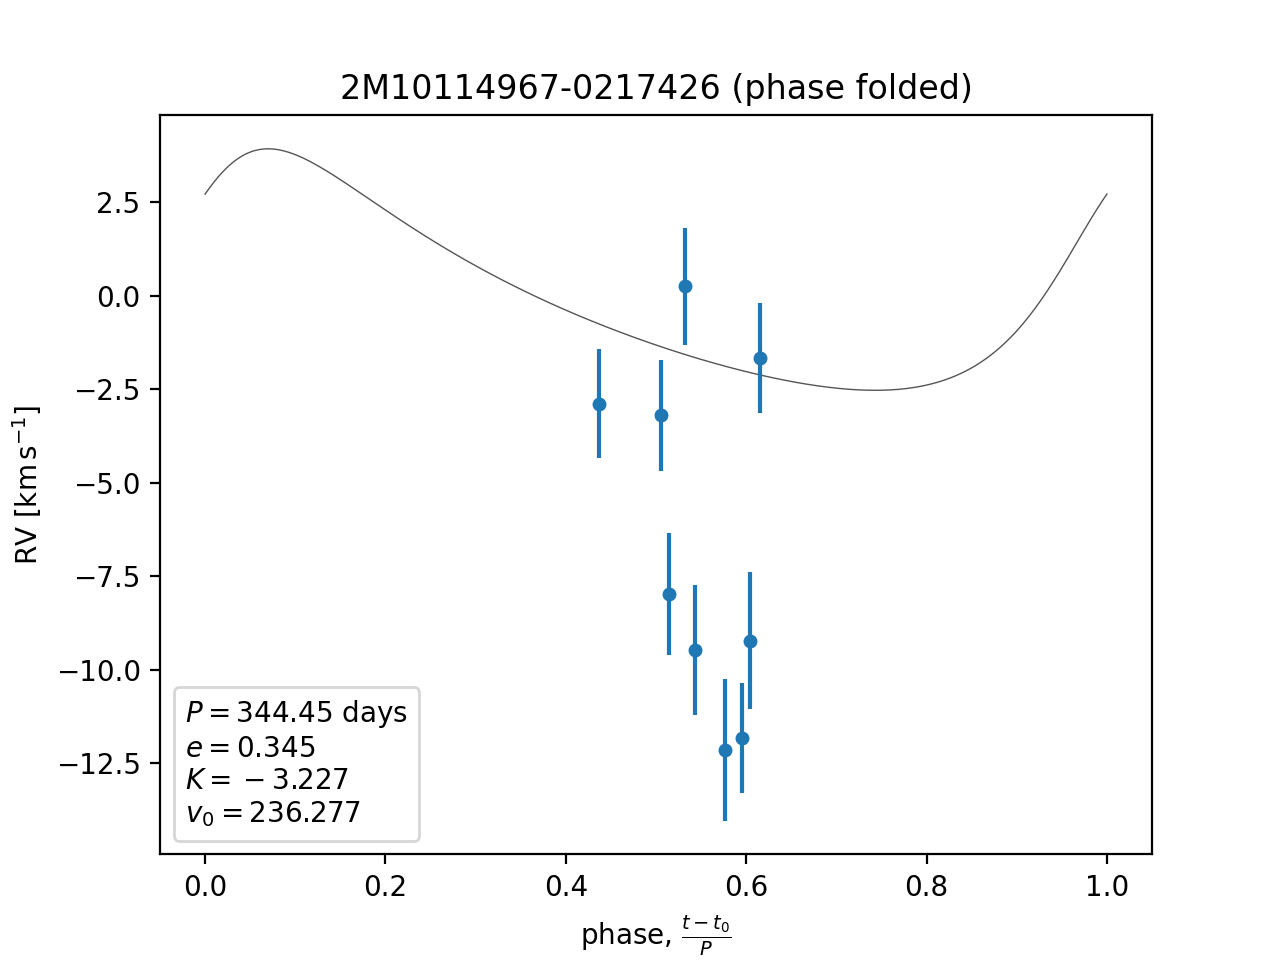 2M10114967-0217426 (phase folded)
RV [km s⁻¹]
2.5
0.0
−2.5
−5.0
−7.5
−10.0
−12.5
P = 344.45 days
e = 0.345
K = −3.227
v₀ = 236.277
0.0 0.2 0.4 0.6 0.8 1.0
phase, (t − t₀)/P